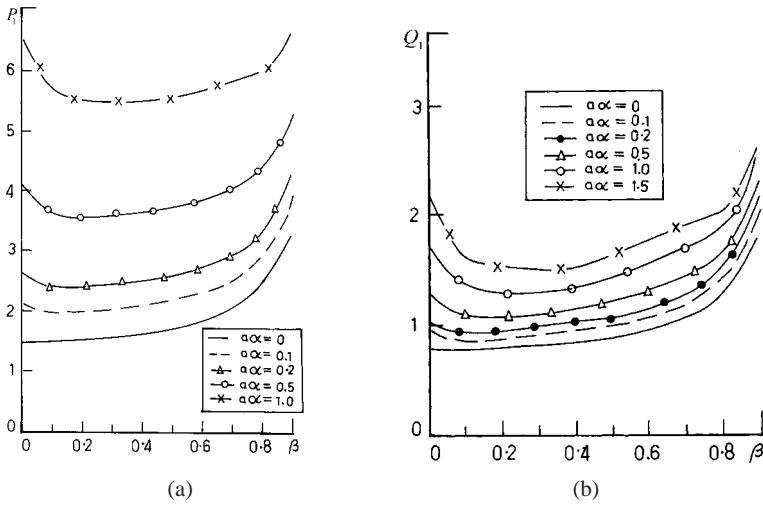 P₁
6
5
4
3
2
1
0
0 0·2 0·4 0·6 0·8 β
aα = 0
aα = 0.1
aα = 0.2
aα = 0.5
aα = 1.0
(a)
Q₁
3
2
1
0
0 0·2 0·4 0·6 0·8 β
aα = 0
aα = 0.1
aα = 0.2
aα = 0.5
aα = 1.0
aα = 1.5
(b)